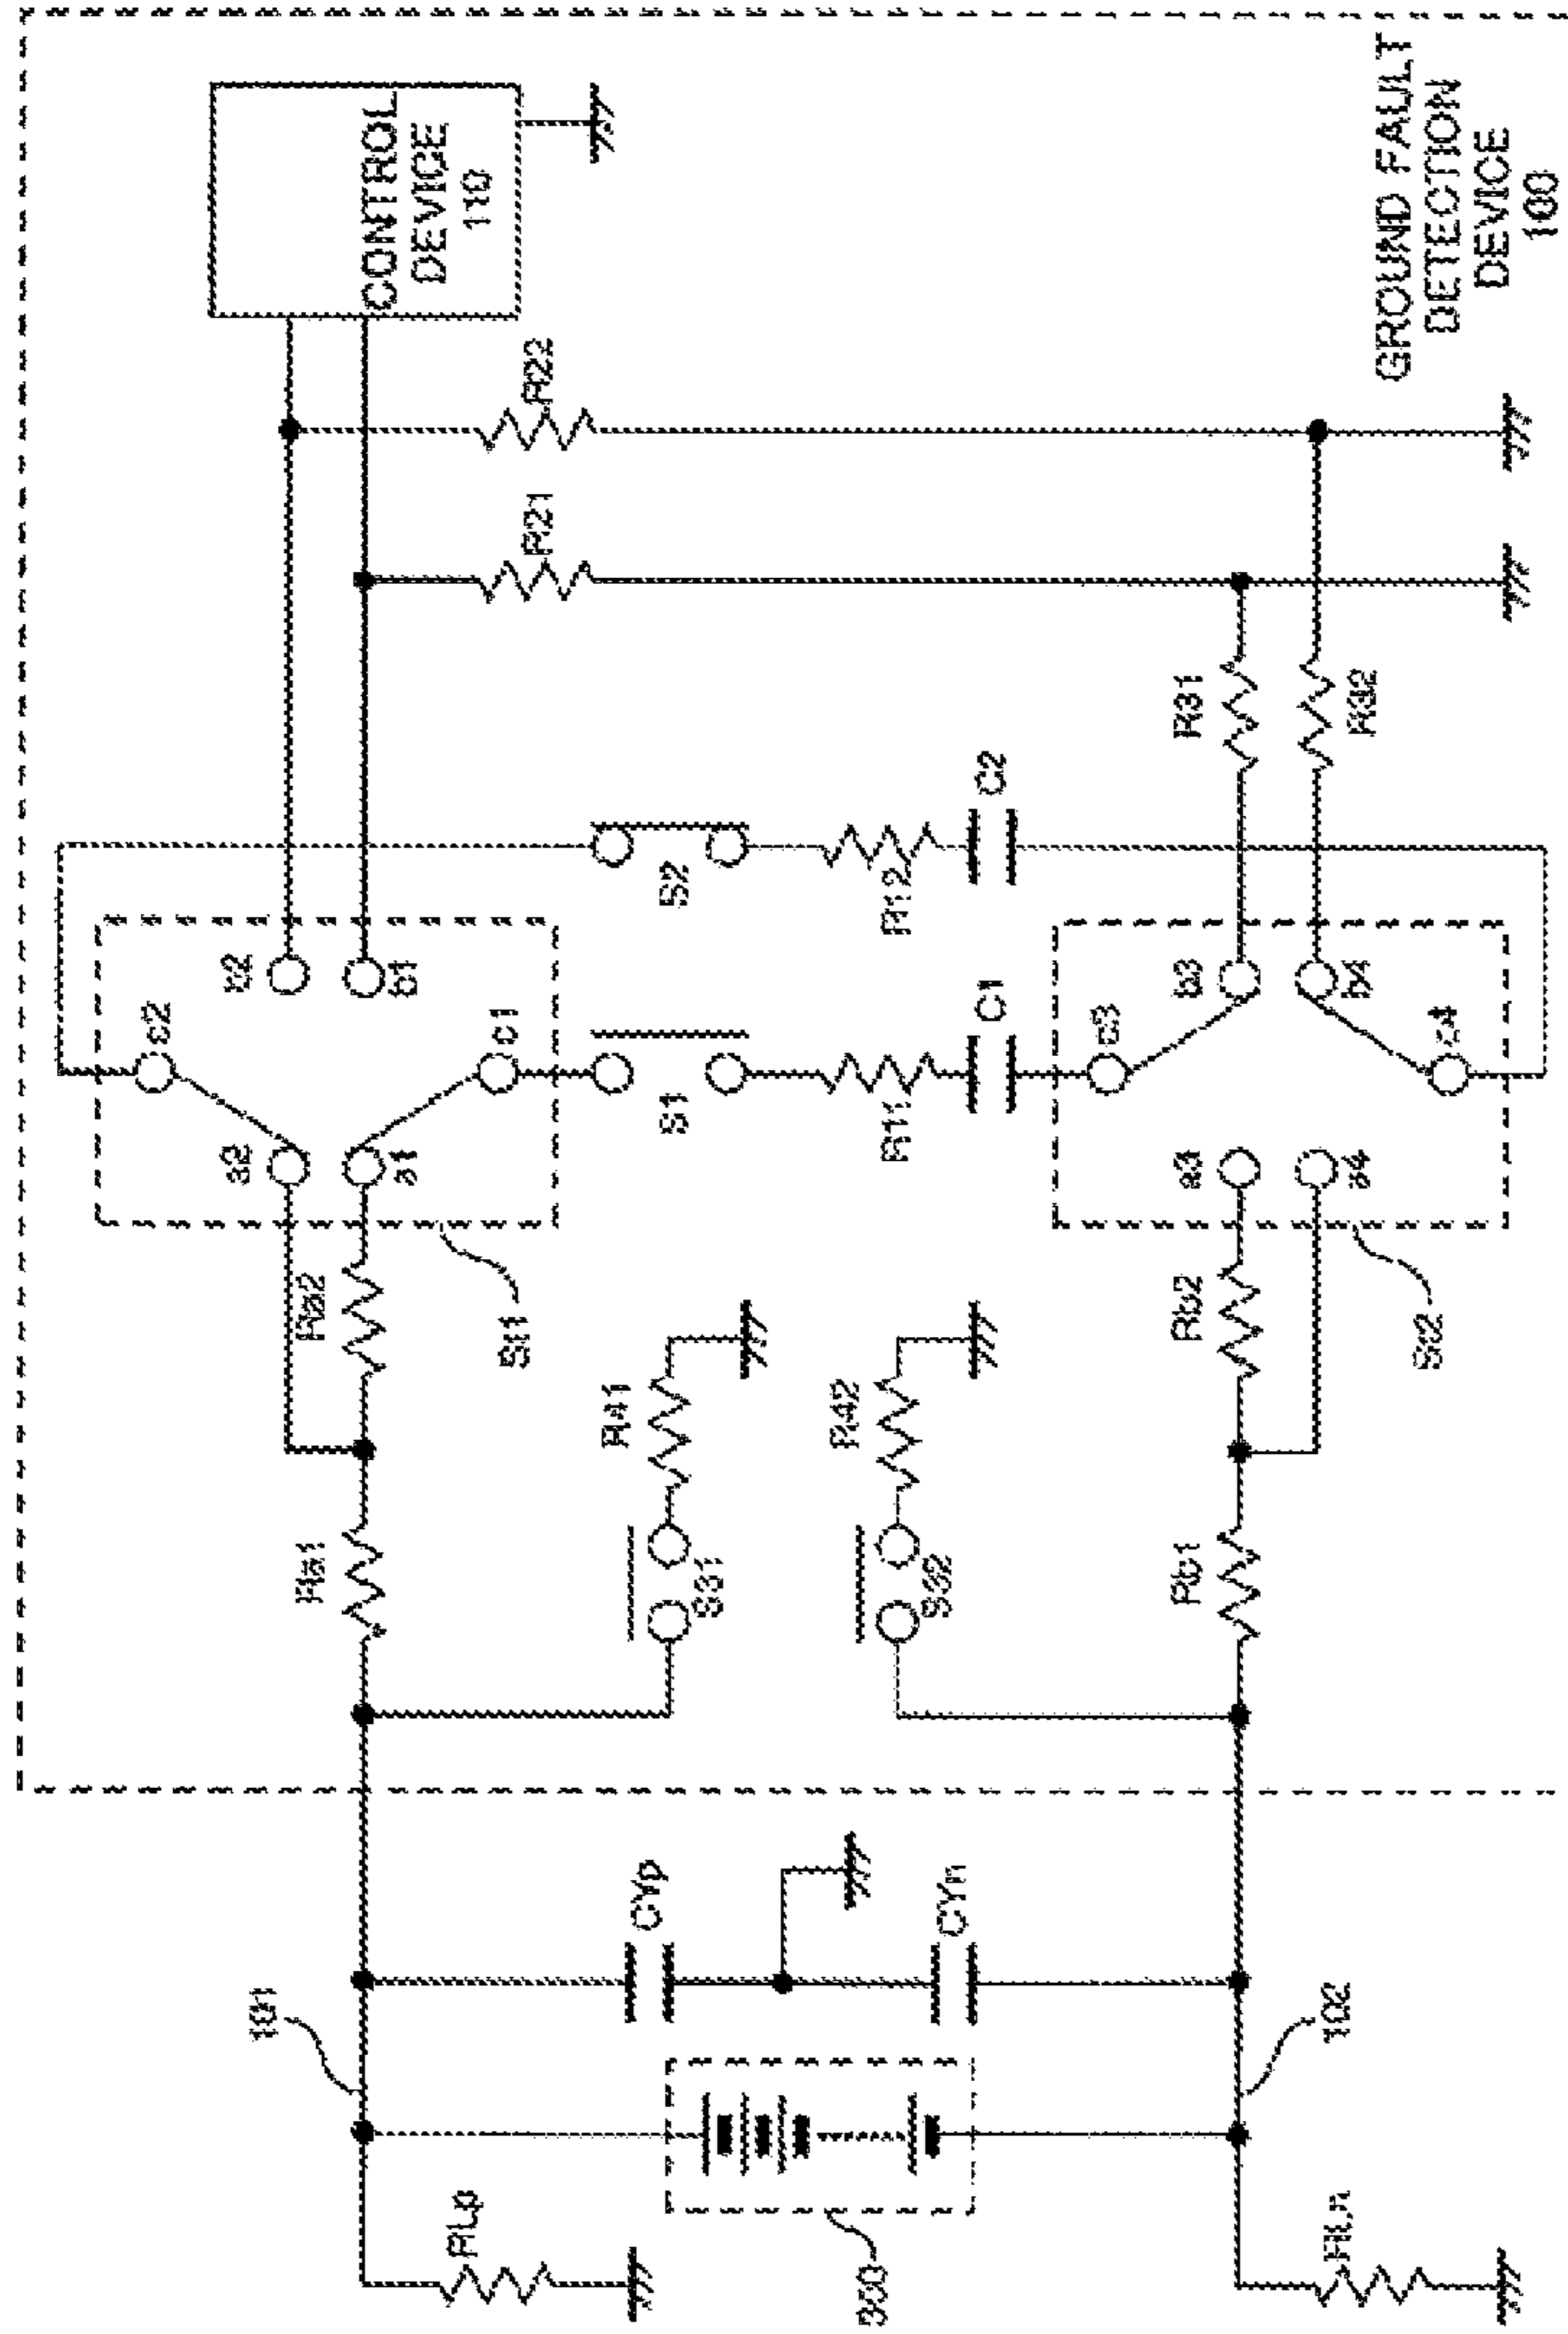 CONTROL
DEVICE
110
GROUND FAULT
DETECTION
DEVICE
100
R22
R21
R31
R32
C2
S2
R12
b2
b1
c2
c1
C1
S1
R11
b3
b4
c3
c4
a2
a1
a3
a4
Ra2
St1
R41
R42
Rb2
St2
Ra1
S31
S32
Rb1
CYp
CYn
101
102
RLp
300
RLn